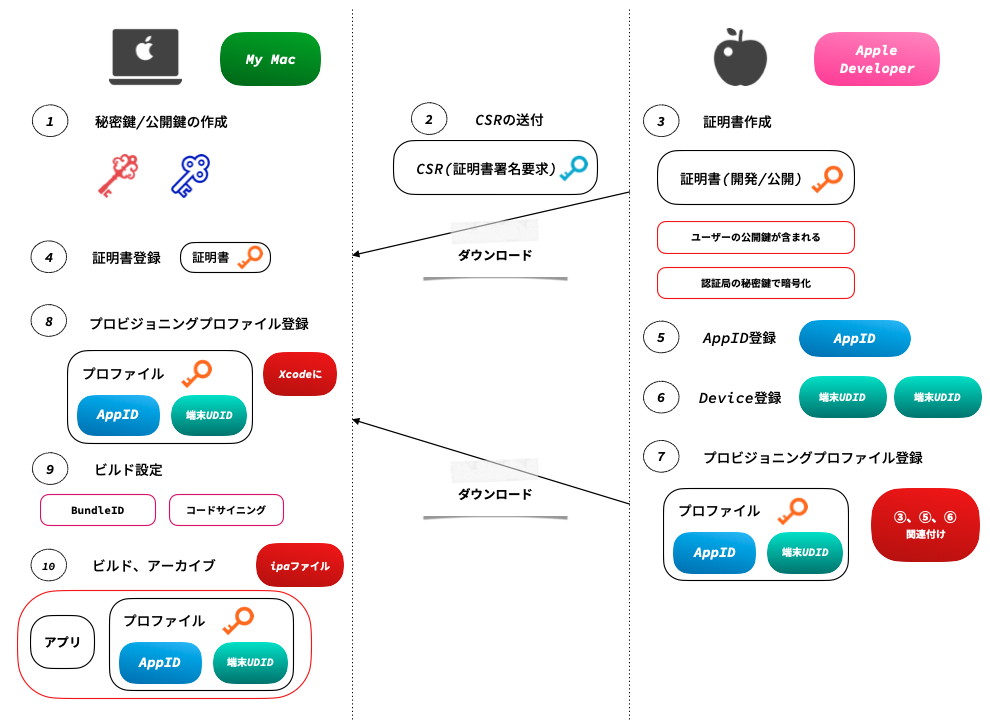 My Mac
Apple
Developer
1
秘密鍵/公開鍵の作成
2
CSRの送付
CSR(証明書署名要求)
3
証明書作成
証明書(開発/公開)
ユーザーの公開鍵が含まれる
認証局の秘密鍵で暗号化
ダウンロード
4
証明書登録
証明書
5
AppID登録
AppID
6
Device登録
端末UDID
端末UDID
7
プロビジョニングプロファイル登録
プロファイル
AppID
端末UDID
③、⑤、⑥
関連付け
ダウンロード
8
プロビジョニングプロファイル登録
プロファイル
AppID
端末UDID
Xcodeに
9
ビルド設定
BundleID
コードサイニング
10
ビルド、アーカイブ
ipaファイル
アプリ
プロファイル
AppID
端末UDID